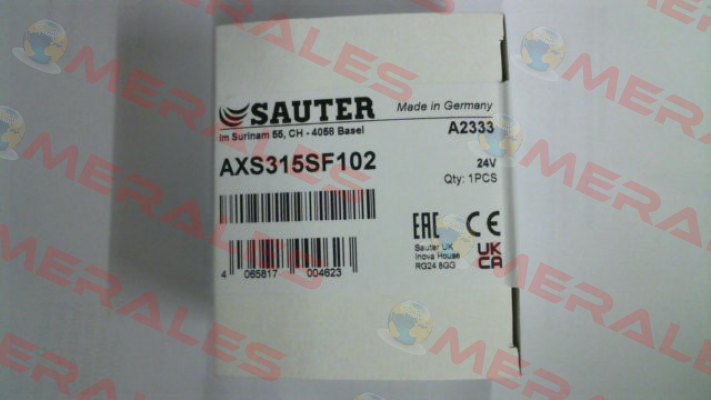 SAUTER
Made in Germany
Im Surinam 55, CH - 4058 Basel
A2333
AXS315SF102
24V
Qty: 1PCS
EAC CE
Sauter UK
Inova House
RG24 8GG
UK
CA
4 065817 004623
MERALES
MERALES
MERALES
MERALES
MERALES
MERALES